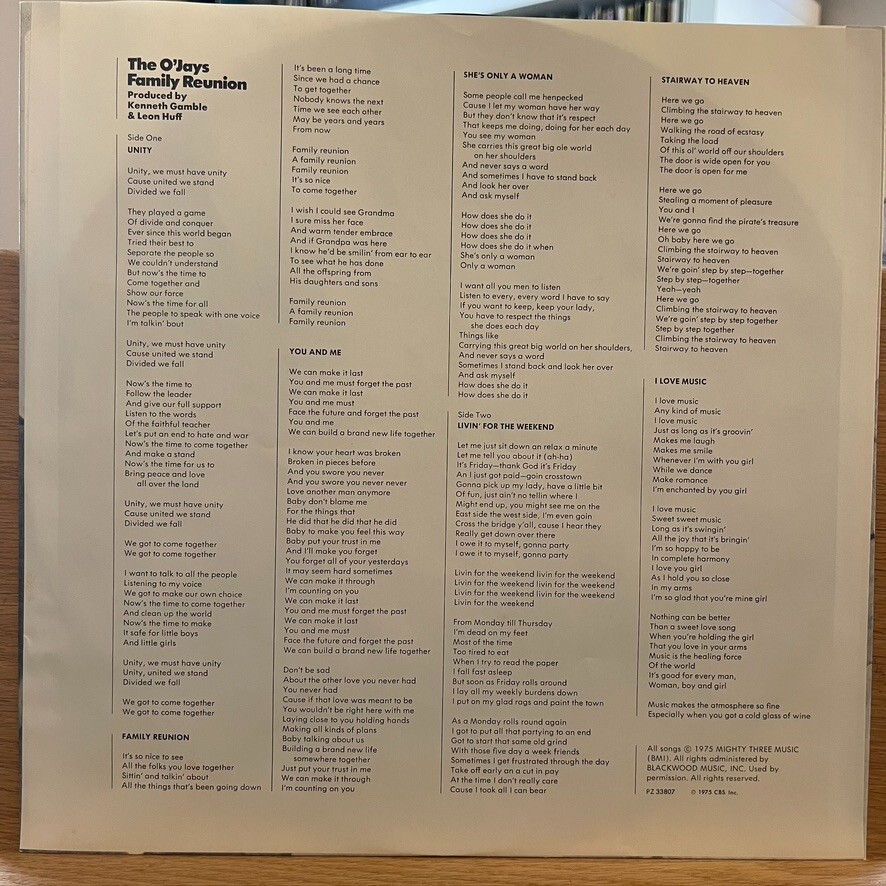 The O'Jays
Family Reunion
Produced by
Kenneth Gamble
& Leon Huff
Side One
UNITY
Unity, we must have unity
Cause united we stand
Divided we fall
They played a game
Of divide and conquer
Ever since this world began
Tried their best to
Separate the people so
We couldn't understand
But now's the time to
Come together and
Show our force
Now's the time for all
The people to speak with one voice
I'm talkin' bout
Unity, we must have unity
Cause united we stand
Divided we fall
Now's the time to
Follow the leader
And give our full support
Listen to the words
Of the faithful teacher
Let's put an end to hate and war
Now's the time to come together
And make a stand
Now's the time for us to
Bring peace and love
all over the land
Unity, we must have unity
Cause united we stand
Divided we fall
We got to come together
We got to come together
I want to talk to all the people
Listening to my voice
We got to make our own choice
Now's the time to come together
And clean up the world
Now's the time to make
It safe for little boys
And little girls
Unity, we must have unity
Unity, united we stand
Divided we fall
We got to come together
We got to come together
FAMILY REUNION
It's so nice to see
All the folks you love together
Sittin' and talkin' about
All the things that's been going down
It's been a long time
Since we had a chance
To get together
Nobody knows the next
Time we see each other
May be years and years
From now
Family reunion
A family reunion
Family reunion
It's so nice
To come together
I wish I could see Grandma
I sure miss her face
And warm tender embrace
And if Grandpa was here
I know he'd be smilin' from ear to ear
To see what he has done
All the offspring from
His daughters and sons
Family reunion
A family reunion
Family reunion
YOU AND ME
We can make it last
You and me must forget the past
We can make it last
You and me must
Face the future and forget the past
You and me
We can build a brand new life together
I know your heart was broken
Broken in pieces before
And you swore you never
And you swore you never never
Love another man anymore
Baby don't blame me
For the things that
He did that he did that he did
Baby to make you feel this way
Baby put your trust in me
And I'll make you forget
You forget all of your yesterdays
It may seem hard sometimes
We can make it through
I'm counting on you
We can make it last
You and me must forget the past
We can make it last
You and me must
Face the future and forget the past
We can build a brand new life together
Don't be sad
About the other love you never had
You never had
Cause if that love was meant to be
You wouldn't be right here with me
Laying close to you holding hands
Making all kinds of plans
Baby talking about us
Building a brand new life
somewhere together
Just put your trust in me
We can make it through
I'm counting on you
SHE'S ONLY A WOMAN
Some people call me henpecked
Cause I let my woman have her way
But they don't know that it's respect
That keeps me doing, doing for her each day
You see my woman
She carries this great big ole world
on her shoulders
And never says a word
And sometimes I have to stand back
And look her over
And ask myself
How does she do it
How does she do it
How does she do it
How does she do it when
She's only a woman
Only a woman
I want all you men to listen
Listen to every, every word I have to say
If you want to keep, keep your lady,
You have to respect the things
she does each day
Things like
Carrying this great big world on her shoulders,
And never says a word
Sometimes I stand back and look her over
And ask myself
How does she do it
How does she do it
Side Two
LIVIN' FOR THE WEEKEND
Let me just sit down an relax a minute
Let me tell you about it (ah-ha)
It's Friday—thank God it's Friday
An I just got paid—goin crosstown
Gonna pick up my lady, have a little bit
Of fun, just ain't no tellin where I
Might end up, you might see me on the
East side the west side, I'm even goin
Cross the bridge y'all, cause I hear they
Really get down over there
I owe it to myself, gonna party
I owe it to myself, gonna party
Livin for the weekend livin for the weekend
Livin for the weekend livin for the weekend
Livin for the weekend livin for the weekend
Livin for the weekend
From Monday till Thursday
I'm dead on my feet
Most of the time
Too tired to eat
When I try to read the paper
I fall fast asleep
But soon as Friday rolls around
I lay all my weekly burdens down
I put on my glad rags and paint the town
As a Monday rolls round again
I got to put all that partying to an end
Got to start that some old grind
With those five day a week friends
Sometimes I get frustrated through the day
Take off early an a cut in pay
At the time I don't really care
Cause I took all I can bear
STAIRWAY TO HEAVEN
Here we go
Climbing the stairway to heaven
Here we go
Walking the road of ecstasy
Taking the load
Of this ol' world off our shoulders
The door is wide open for you
The door is open for me
Here we go
Stealing a moment of pleasure
You and I
We're gonna find the pirate's treasure
Here we go
Oh baby here we go
Climbing the stairway to heaven
Stairway to heaven
We're goin' step by step—together
Step by step—together
Yeah—yeah
Here we go
Climbing the stairway to heaven
We're goin' step by step together
Step by step together
Climbing the stairway to heaven
Stairway to heaven
I LOVE MUSIC
I love music
Any kind of music
I love music
Just as long as it's groovin'
Makes me laugh
Makes me smile
Whenever I'm with you girl
While we dance
Make romance
I'm enchanted by you girl
I love music
Sweet sweet music
Long as it's swingin'
All the joy that it's bringin'
I'm so happy to be
In complete harmony
I love you girl
As I hold you so close
In my arms
I'm so glad that you're mine girl
Nothing can be better
Than a sweet love song
When you're holding the girl
That you love in your arms
Music is the healing force
Of the world
It's good for every man,
Woman, boy and girl
Music makes the atmosphere so fine
Especially when you got a cold glass of wine
All songs © 1975 MIGHTY THREE MUSIC
(BMI). All rights administered by
BLACKWOOD MUSIC, INC. Used by
permission. All rights reserved.
PZ 33807 ℗ 1975 CBS Inc.